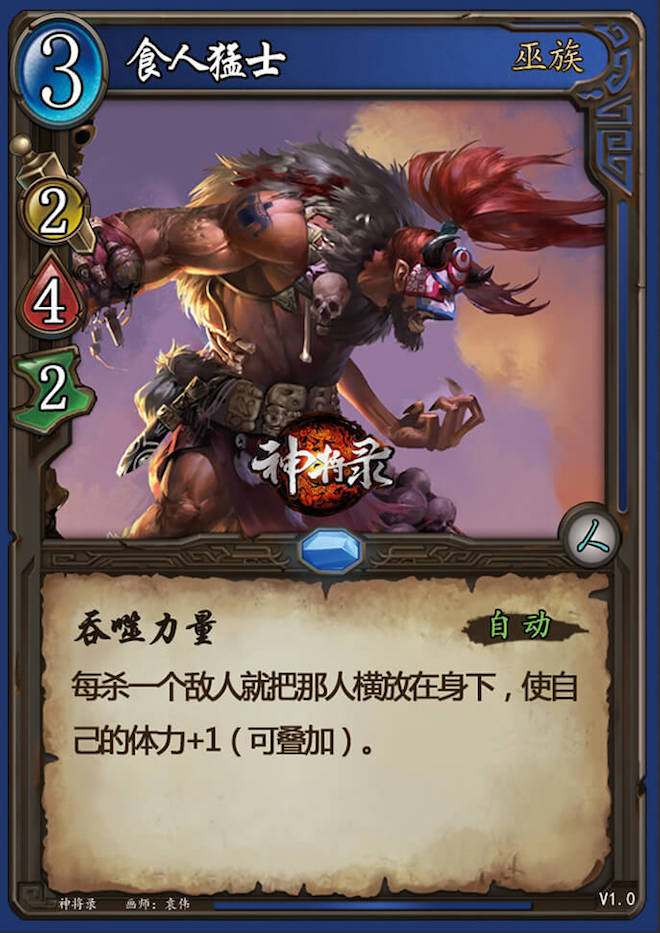 3
食人猛士
巫族
2
4
2
神将录
人
吞噬力量
自动
每杀一个敌人就把那人横放在身下，使自
己的体力+1（可叠加）。
神将录 画师：袁伟
V1.0